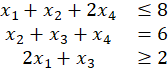 x₁ + x₂ + 2x₄ ≤ 8
x₂ + x₃ + x₄ = 6
2x₁ + x₃ ≥ 2